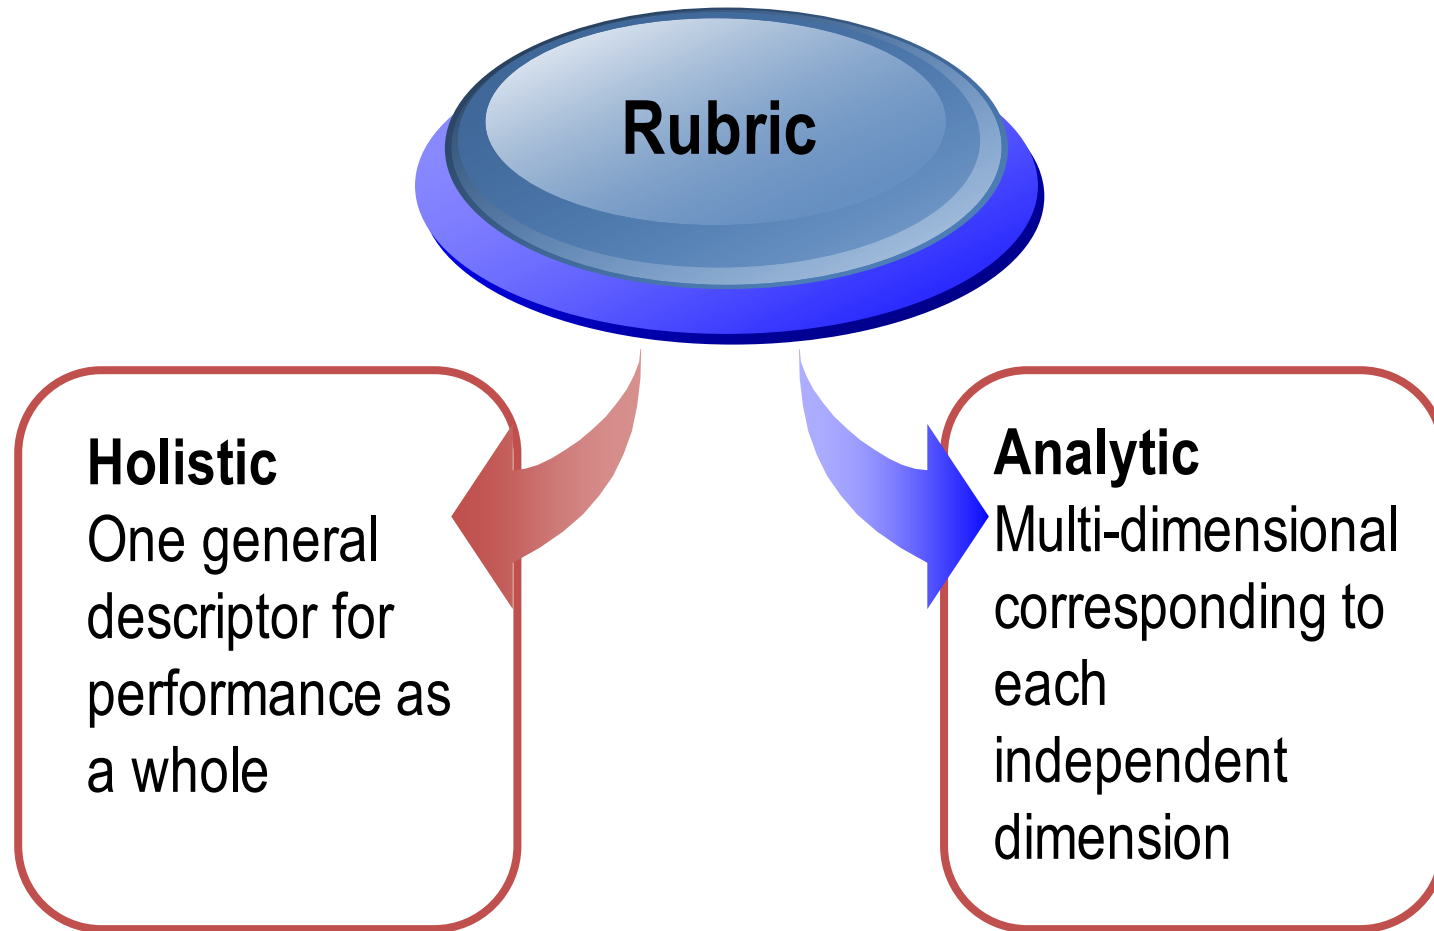 Rubric
Holistic
One general
descriptor for
performance as
a whole
Analytic
Multi-dimensional
corresponding to
each
independent
dimension